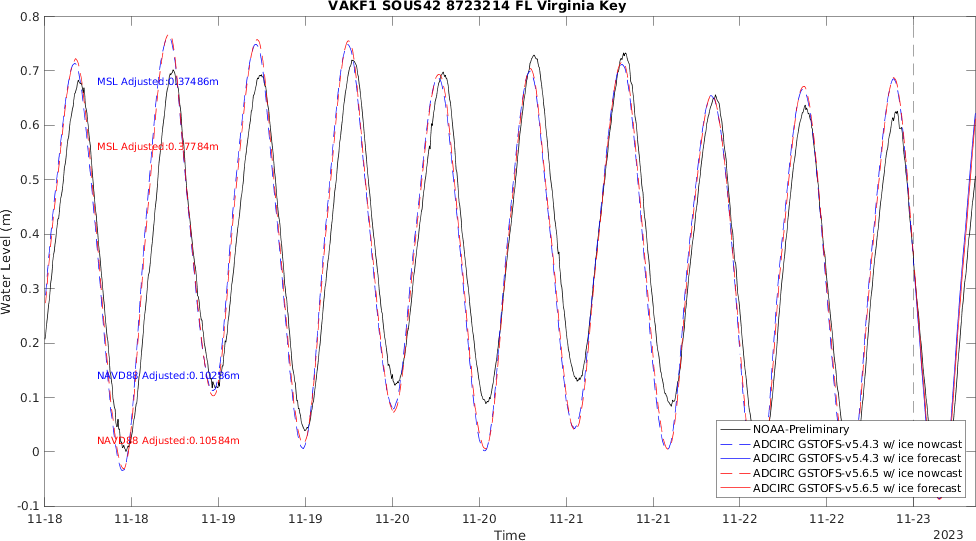 VAKF1 SOUS42 8723214 FL Virginia Key
0.8
0.7
0.6
0.5
0.4
0.3
0.2
0.1
0
-0.1
Water Level (m)
MSL Adjusted:0.37486m
MSL Adjusted:0.37784m
NAVD88 Adjusted:0.10286m
NAVD88 Adjusted:0.10584m
NOAA-Preliminary
ADCIRC GSTOFS-v5.4.3 w/ ice nowcast
ADCIRC GSTOFS-v5.4.3 w/ ice forecast
ADCIRC GSTOFS-v5.6.5 w/ ice nowcast
ADCIRC GSTOFS-v5.6.5 w/ ice forecast
11-18 11-18 11-19 11-19 11-20 11-20 11-21 11-21 11-22 11-22 11-23
Time
2023